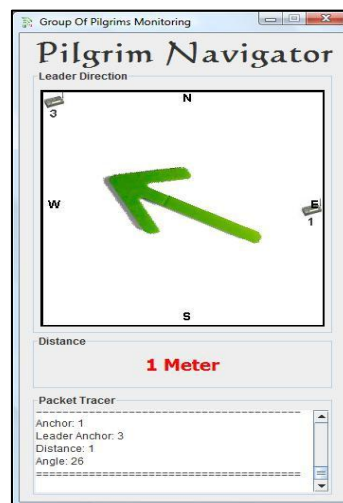 Group Of Pilgrims Monitoring
Pilgrim Navigator
Leader Direction
N
3
W
E
1
S
Distance
1 Meter
Packet Tracer
========================================
Anchor: 1
Leader Anchor: 3
Distance: 1
Angle: 26
========================================